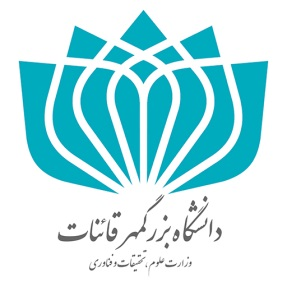 دانشگاه بزرگمهر قائنات
وزارت علوم، تحقیقات و فناوری